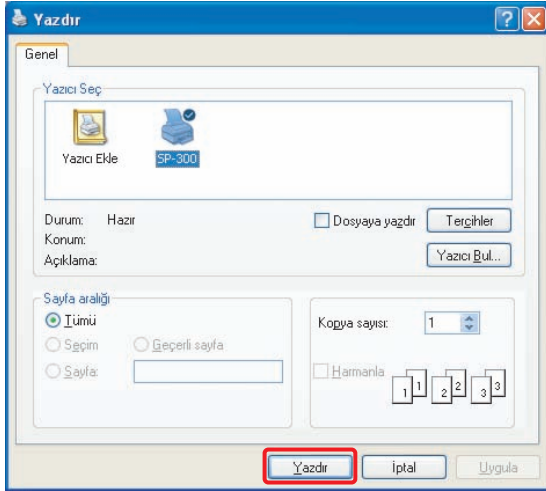 Yazdır
Genel
Yazıcı Seç
Yazıcı Ekle
SP-300
Durum: Hazır
Konum:
Açıklama:
Dosyaya yazdır
Tercihler
Yazıcı Bul...
Sayfa aralığı
Tümü
Seçim
Geçerli sayfa
Sayfa:
Kopya sayısı: 1
Harmanla
1 1 2 2 3 3
Yazdır
İptal
Uygula